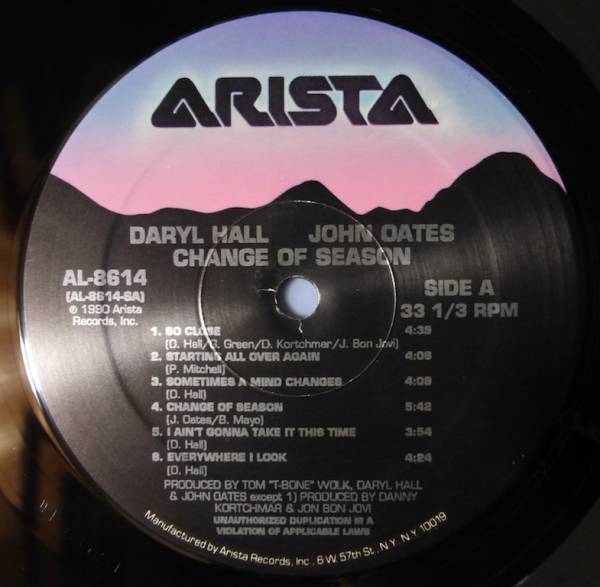 ARISTA
DARYL HALL JOHN OATES
CHANGE OF SEASON
AL-8614
(AL-8614-SA)
℗ 1990 Arista
Records, Inc.
SIDE A
33 1/3 RPM
1. SO CLOSE 4:39
(D. Hall/G. Green/D. Kortchmar/J. Bon Jovi)
2. STARTING ALL OVER AGAIN 4:06
(P. Mitchell)
3. SOMETIMES A MIND CHANGES 4:09
(D. Hall)
4. CHANGE OF SEASON 5:42
(J. Oates/B. Mayo)
5. I AIN'T GONNA TAKE IT THIS TIME 3:54
(D. Hall)
6. EVERYWHERE I LOOK 4:24
(D. Hall)
PRODUCED BY TOM "T-BONE" WOLK, DARYL HALL
& JOHN OATES except 1) PRODUCED BY DANNY
KORTCHMAR & JON BON JOVI
UNAUTHORIZED DUPLICATION IS A
VIOLATION OF APPLICABLE LAWS
Manufactured by Arista Records, Inc., 6 W. 57th St., N.Y. N.Y. 10019